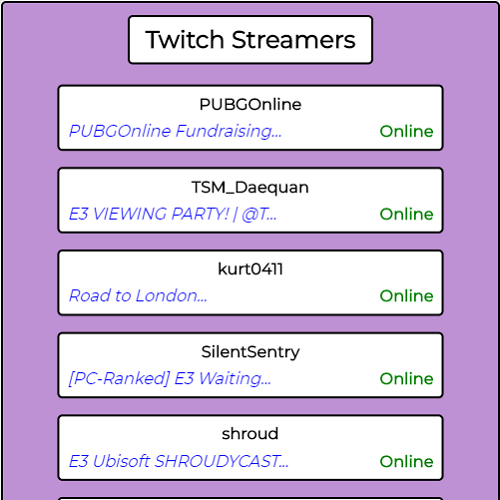 Twitch Streamers
PUBGOnline
PUBGOnline Fundraising...
Online
TSM_Daequan
E3 VIEWING PARTY! | @T...
Online
kurt0411
Road to London...
Online
SilentSentry
[PC-Ranked] E3 Waiting...
Online
shroud
E3 Ubisoft SHROUDYCAST...
Online